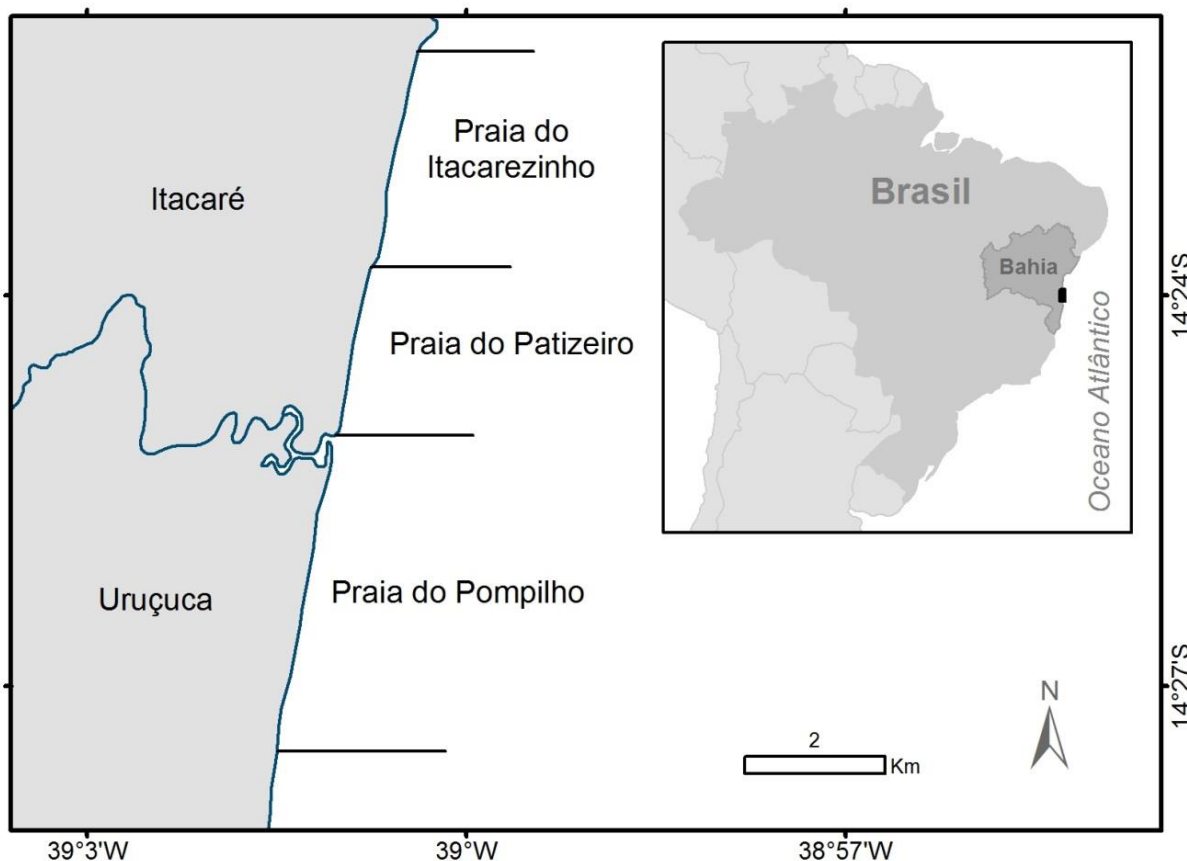 Praia do
Itacarezinho
Itacaré
Praia do Patizeiro
Uruçuca
Praia do Pompilho
Brasil
Bahia
Oceano Atlântico
14°24'S
14°27'S
N
2
Km
39°3'W
39°W
38°57'W